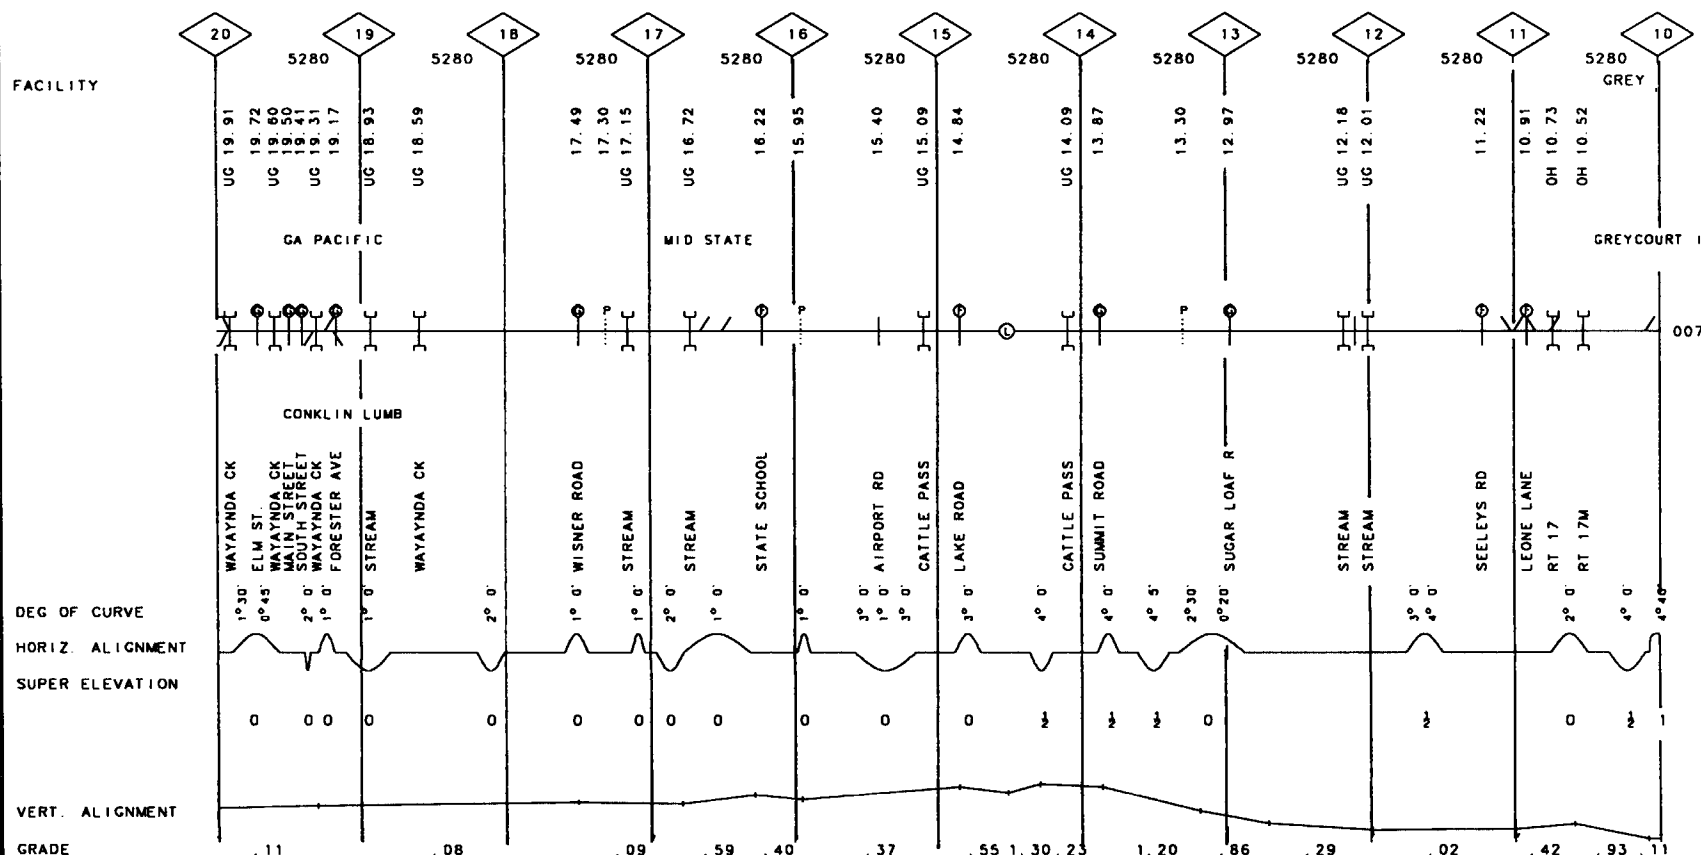 20 19 18 17 16 15 14 13 12 11 10
5280 5280 5280 5280 5280 5280 5280 5280 5280 5280
FACILITY GREY
UG 19.91
19.72
UG 19.60
19.50
19.41
UG 19.31
19.17
UG 18.93
UG 18.59
17.49
17.30
UG 17.15
UG 16.72
16.22
15.95
15.40
UG 15.09
14.84
UG 14.09
13.87
13.30
12.97
UG 12.18
UG 12.01
11.22
10.91
OH 10.73
OH 10.52
GA PACIFIC MID STATE GREYCOURT I
G G G G G P F P F L G P G F F 007
CONKLIN LUMB
WAYAYNDA CK
ELM ST.
WAYAYNDA CK
MAIN STREET
SOUTH STREET
WAYAYNDA CK
FORESTER AVE
STREAM
WAYAYNDA CK
WISNER ROAD
STREAM
STREAM
STATE SCHOOL
AIRPORT RD
CATTLE PASS
LAKE ROAD
CATTLE PASS
SUMMIT ROAD
SUGAR LOAF R
STREAM
STREAM
SEELEYS RD
LEONE LANE
RT 17
RT 17M
DEG OF CURVE 1°30' 0°45' 2°0' 1°0' 1°0' 2°0' 1°0' 1°0' 2°0' 1°0' 1°0' 3°0' 1°0' 3°0' 3°0' 4°0' 4°0' 4°5' 2°30' 0°20' 3°0' 4°0' 2°0' 4°0' 4°40'
HORIZ. ALIGNMENT
SUPER ELEVATION
0 0 0 0 0 0 0 0 0 0 0 0 ½ ½ ½ 0 ½ 0 ½ 1
VERT. ALIGNMENT
GRADE .11 .08 .09 .59 .40 .37 .55 1.30 .23 1.20 .86 .29 .02 .42 .93 .11